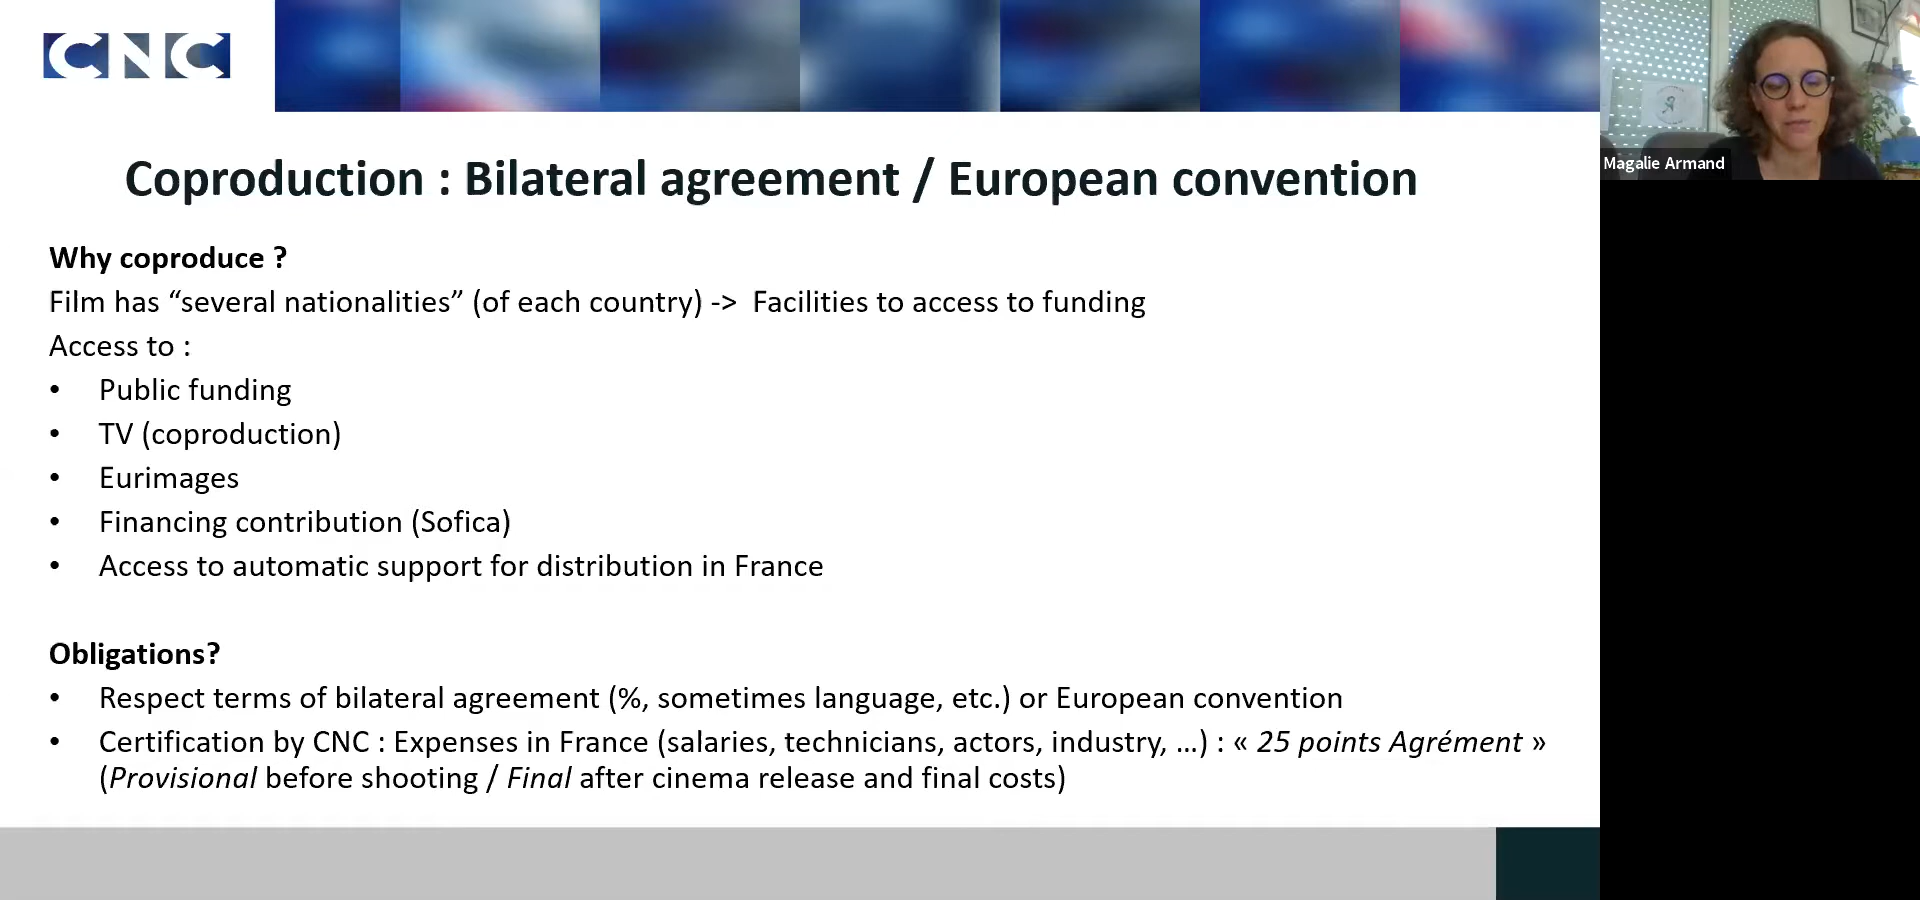 CNC
Magalie Armand
Coproduction : Bilateral agreement / European convention
Why coproduce ?
Film has “several nationalities” (of each country) -> Facilities to access to funding
Access to :
• Public funding
• TV (coproduction)
• Eurimages
• Financing contribution (Sofica)
• Access to automatic support for distribution in France
Obligations?
• Respect terms of bilateral agreement (%, sometimes language, etc.) or European convention
• Certification by CNC : Expenses in France (salaries, technicians, actors, industry, …) : « 25 points Agrément »
(Provisional before shooting / Final after cinema release and final costs)